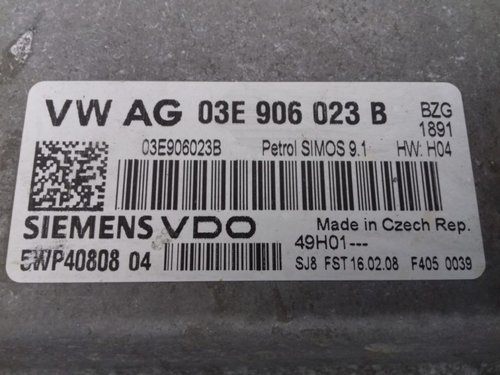 VW AG 03E 906 023 B BZG
1891
03E906023B Petrol SIMOS 9.1 HW: H04
SIEMENS VDO Made in Czech Rep.
49H01---
5WP40808 04 SJ8 FST 16.02.08 F405 0039